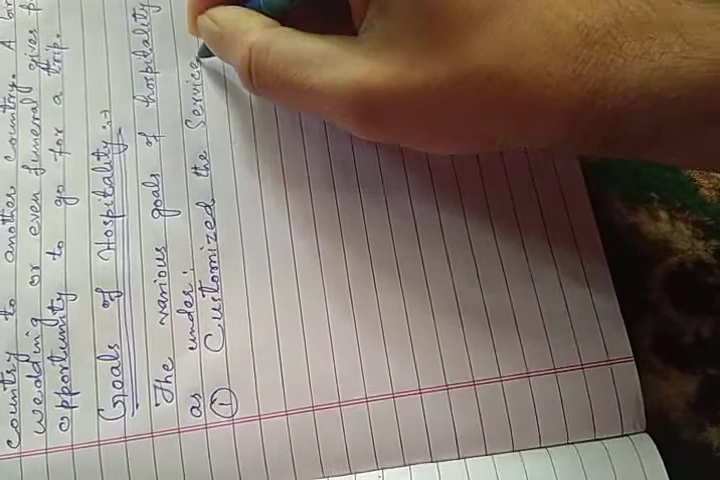 country to another country. A
wedding or even funeral gives
opportunity to go for a trip.
Goals of Hospitality :→
The various goals of hospitality
as under:
① Customized the Service